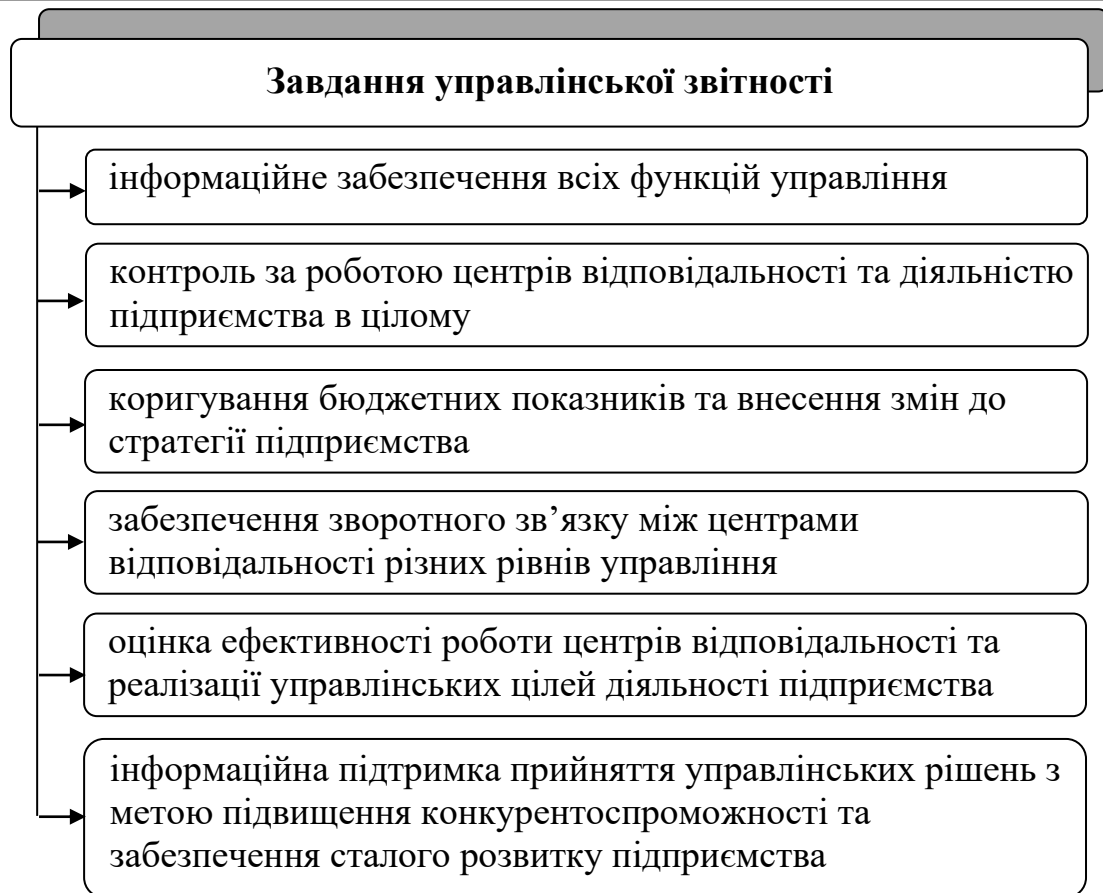 Завдання управлінської звітності
інформаційне забезпечення всіх функцій управління
контроль за роботою центрів відповідальності та діяльністю
підприємства в цілому
коригування бюджетних показників та внесення змін до
стратегії підприємства
забезпечення зворотного зв’язку між центрами
відповідальності різних рівнів управління
оцінка ефективності роботи центрів відповідальності та
реалізації управлінських цілей діяльності підприємства
інформаційна підтримка прийняття управлінських рішень з
метою підвищення конкурентоспроможності та
забезпечення сталого розвитку підприємства